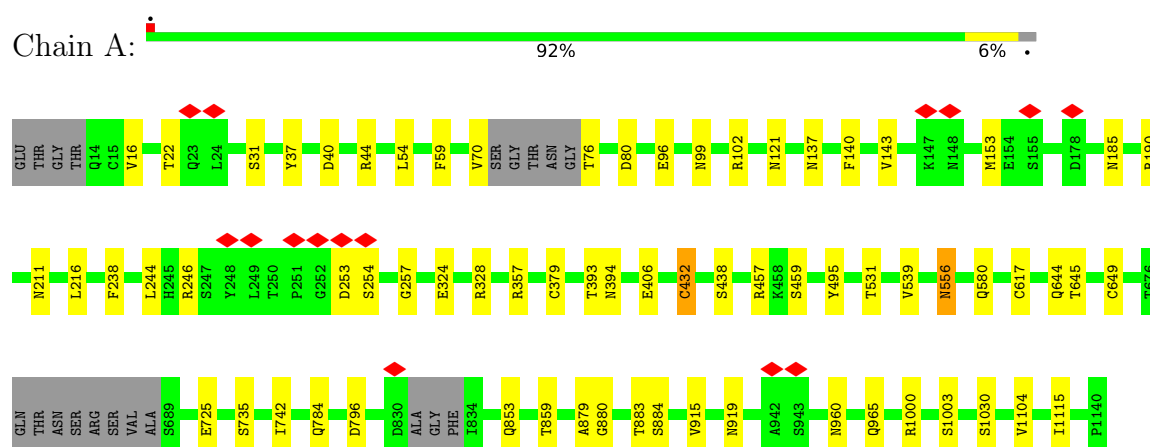 Chain A:
92%
6%
GLU THR GLY THR Q14 C15 V16 T22 Q23 L24 S31 Y37 D40 R44 L54 F59 V70 SER GLY THR ASN GLY T76 D80 E96 N99 R102 N121 N137 F140 V143 K147 N148 M153 E154 S155 D178 N185 R190
N211 L216 F238 L244 H245 R246 S247 Y248 L249 T250 P251 G252 D253 S254 G257 E324 R328 R357 C379 T393 N394 E406 C432 S438 R457 K458 S459 Y495 T531 V539 N556 Q580 C617 Q644 T645 C649 T676
GLN THR ASN SER ARG SER VAL ALA S689 E725 S735 I742 Q784 D796 D830 ALA GLY PHE I834 Q853 T859 A879 G880 T883 S884 V915 N919 A942 S943 N960 Q965 R1000 S1003 S1030 V1104 I1115 P1140